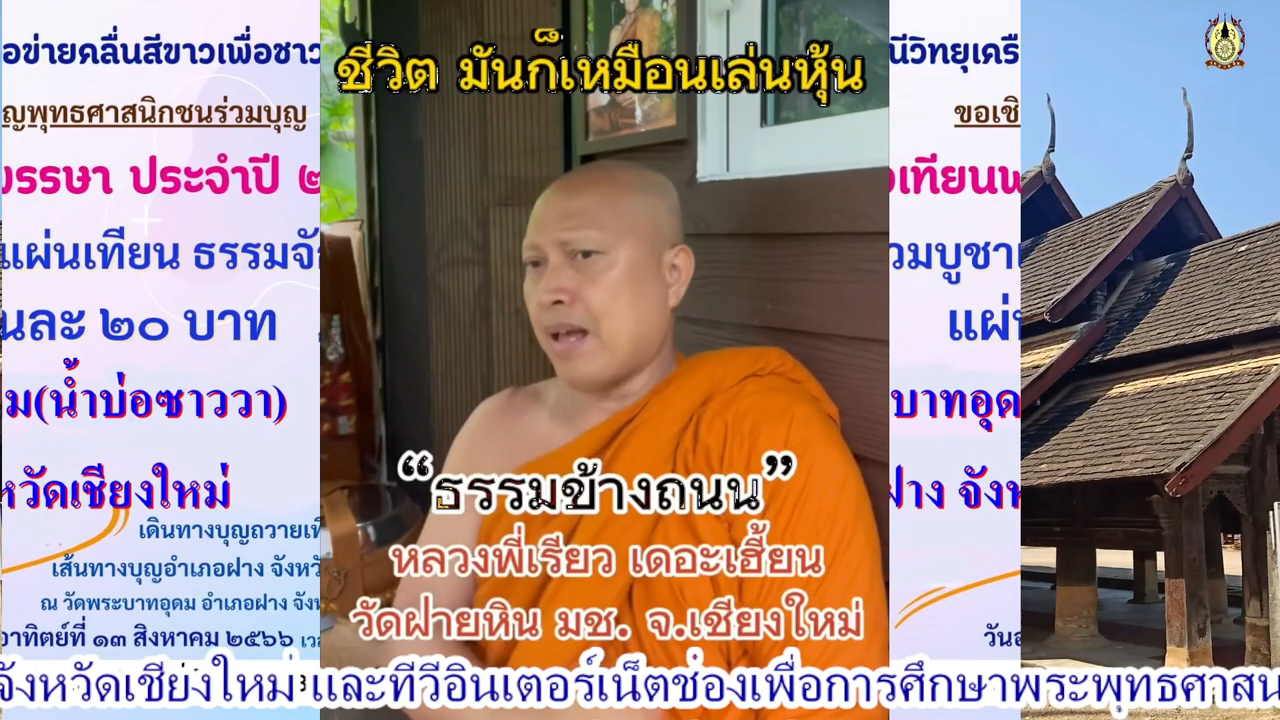 อข่ายคลื่นสีขาวเพื่อชาว
ญพุทธศาสนิกชนร่วมบุญ
พรรษา ประจำปี ๒
แผ่นเทียน ธรรมจั
นละ ๒๐ บาท
ม(น้ำบ่อซาววา)
หวัดเชียงใหม่
เดินทางบุญถวายเที
เส้นทางบุญอำเภอฝาง จังหวั
ณ วัดพระบาทอุดม อำเภอฝาง จังห
อาทิตย์ที่ ๑๓ สิงหาคม ๒๕๖๖ เว
ชีวิต มันก็เหมือนเล่นหุ้น
“ธรรมข้างถนน”
หลวงพี่เรียว เดอะเฮี้ยน
วัดฝายหิน มช. จ.เชียงใหม่
นีวิทยุเครื
ขอเชิ
อเทียนพ
วมบูชาแ
แผ่น
บาทอุด
ฝาง จังห
วันอ
จังหวัดเชียงใหม่ และทีวีอินเตอร์เน็ตช่องเพื่อการศึกษาพระพุทธศาสน